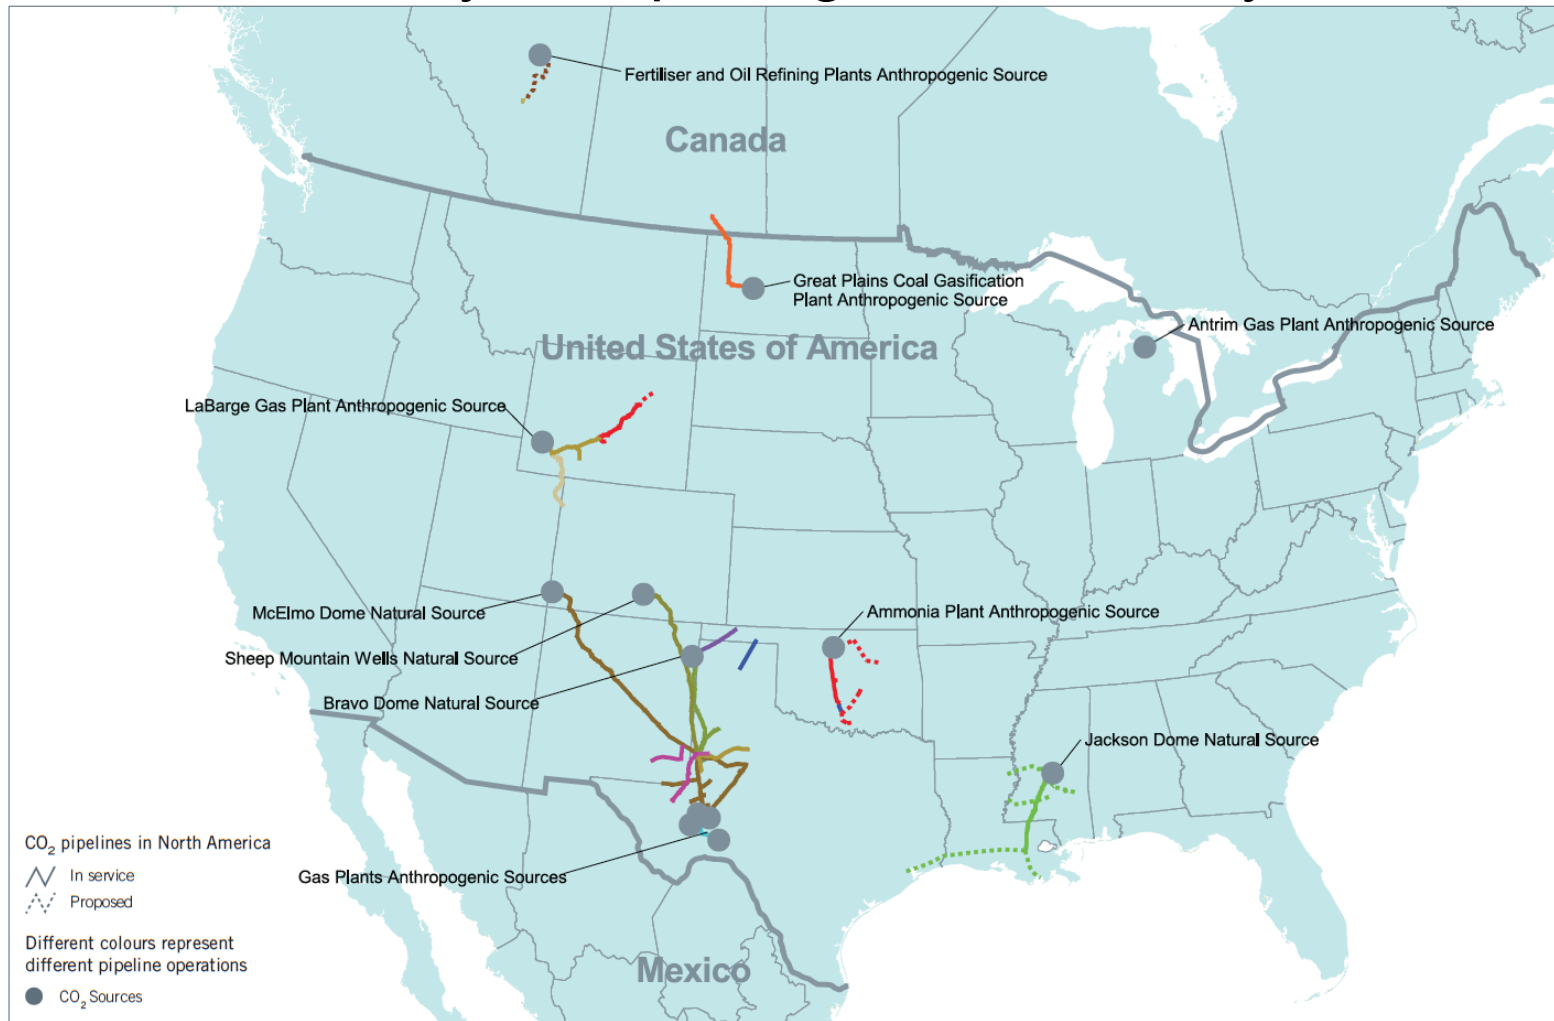 Fertiliser and Oil Refining Plants Anthropogenic Source
Canada
Great Plains Coal Gasification
Plant Anthropogenic Source
Antrim Gas Plant Anthropogenic Source
United States of America
LaBarge Gas Plant Anthropogenic Source
McElmo Dome Natural Source
Ammonia Plant Anthropogenic Source
Sheep Mountain Wells Natural Source
Bravo Dome Natural Source
Jackson Dome Natural Source
Gas Plants Anthropogenic Sources
Mexico
CO₂ pipelines in North America
In service
Proposed
Different colours represent
different pipeline operations
CO₂ Sources